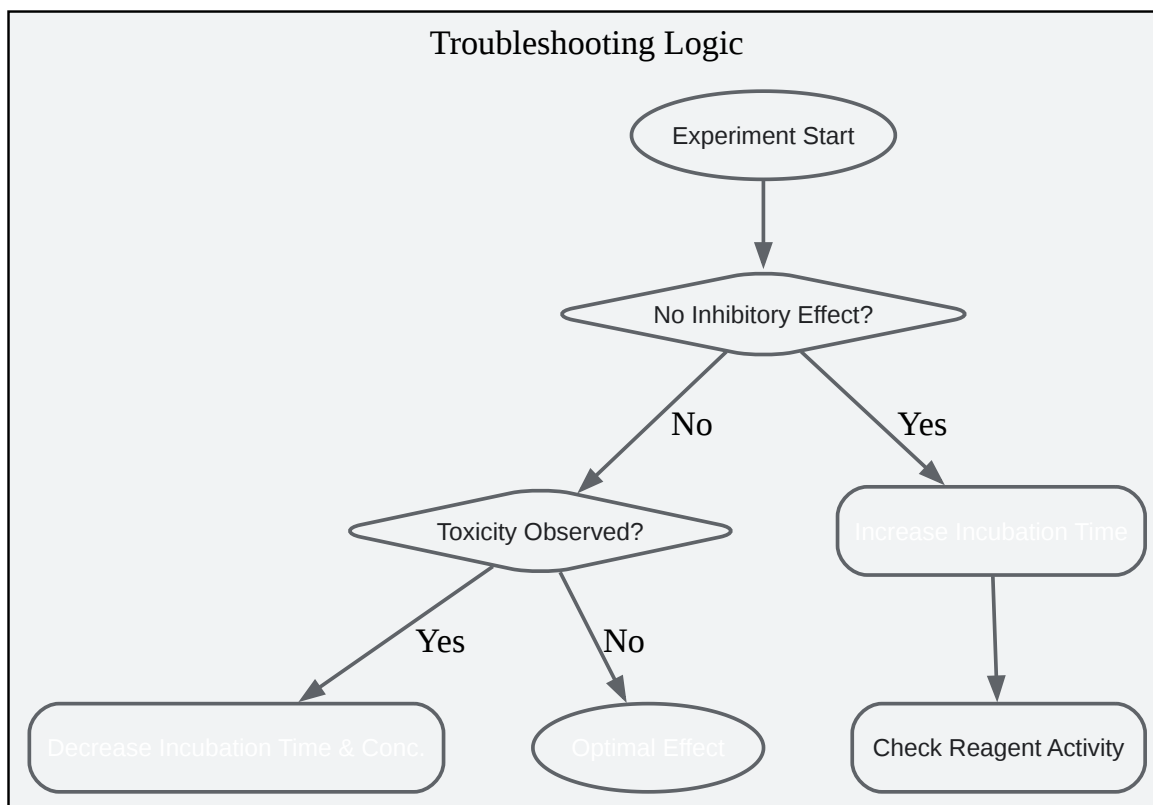 Troubleshooting Logic
Experiment Start
No Inhibitory Effect?
No
Yes
Toxicity Observed?
Increase Incubation Time
Yes
No
Decrease Incubation Time & Conc.
Optimal Effect
Check Reagent Activity